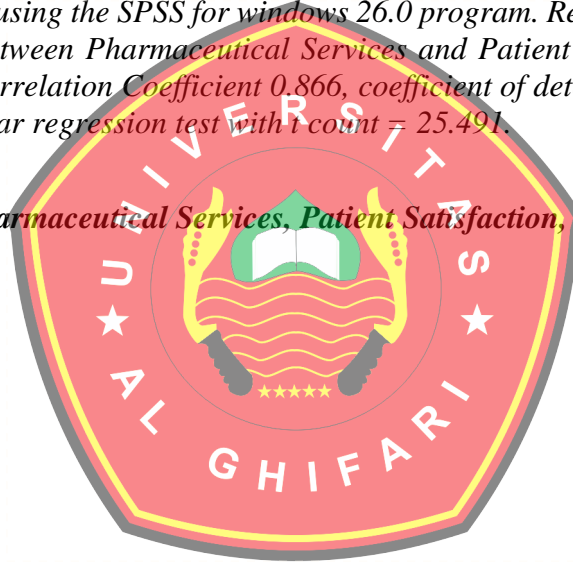 using the SPSS for windows 26.0 program. Re
tween Pharmaceutical Services and Patient
rrelation Coefficient 0.866, coefficient of det
ar regression test with t count = 25.491.
armaceutical Services, Patient Satisfaction,
UNIVERSITAS
AL GHIFARI